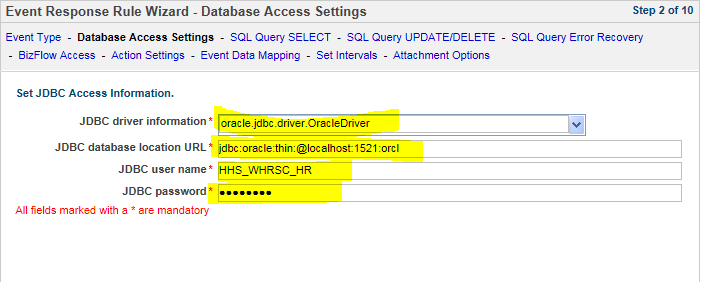 Event Response Rule Wizard - Database Access Settings Step 2 of 10
Event Type - Database Access Settings - SQL Query SELECT - SQL Query UPDATE/DELETE - SQL Query Error Recovery
- BizFlow Access - Action Settings - Event Data Mapping - Set Intervals - Attachment Options
Set JDBC Access Information.
JDBC driver information * oracle.jdbc.driver.OracleDriver
JDBC database location URL * jdbc:oracle:thin:@localhost:1521:orcl
JDBC user name * HHS_WHRSC_HR
JDBC password * ●●●●●●●●
All fields marked with a * are mandatory